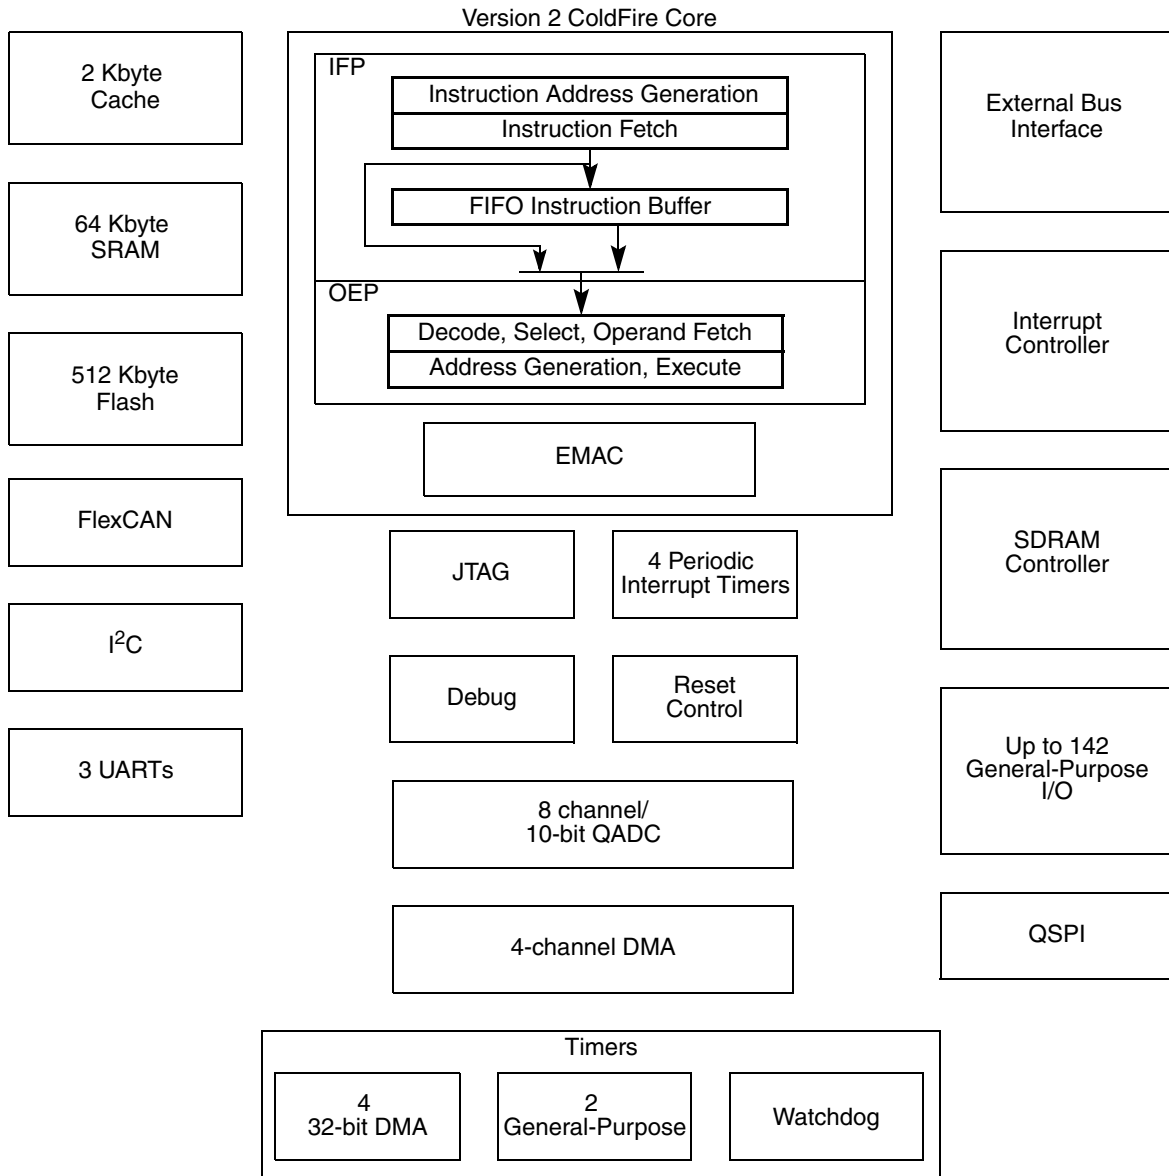 Version 2 ColdFire Core
2 Kbyte
Cache
64 Kbyte
SRAM
512 Kbyte
Flash
FlexCAN
I²C
3 UARTs
IFP
Instruction Address Generation
Instruction Fetch
FIFO Instruction Buffer
OEP
Decode, Select, Operand Fetch
Address Generation, Execute
EMAC
JTAG
4 Periodic
Interrupt Timers
Debug
Reset
Control
8 channel/
10-bit QADC
4-channel DMA
External Bus
Interface
Interrupt
Controller
SDRAM
Controller
Up to 142
General-Purpose
I/O
QSPI
Timers
4
32-bit DMA
2
General-Purpose
Watchdog